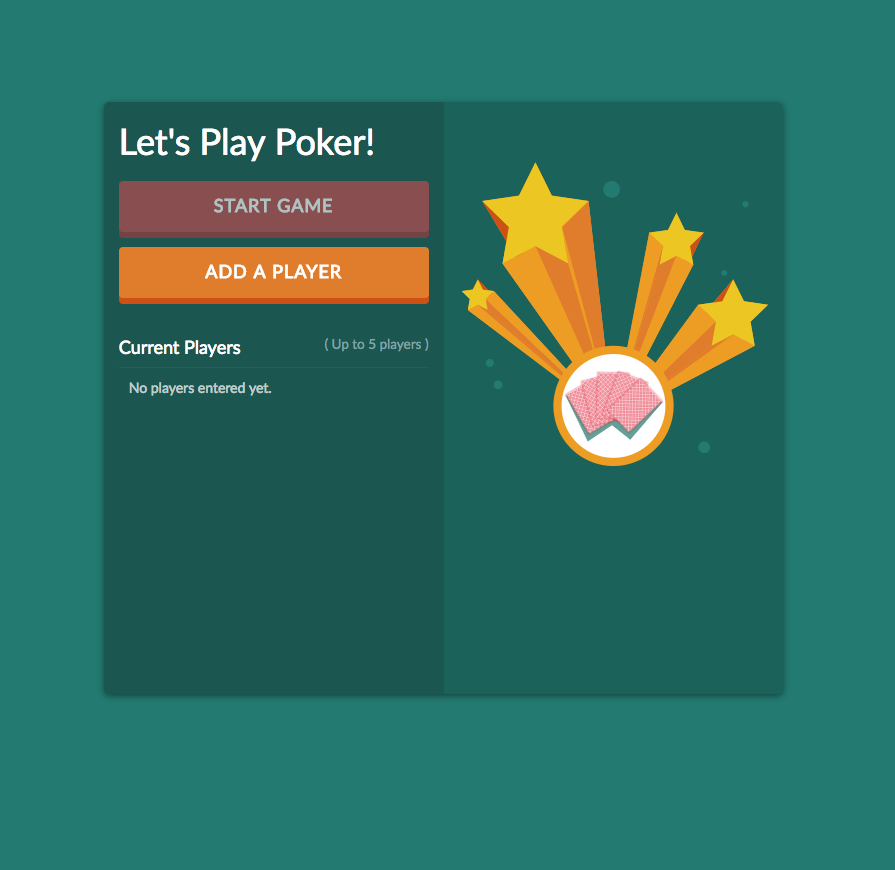 Let's Play Poker!
START GAME
ADD A PLAYER
Current Players ( Up to 5 players )
No players entered yet.